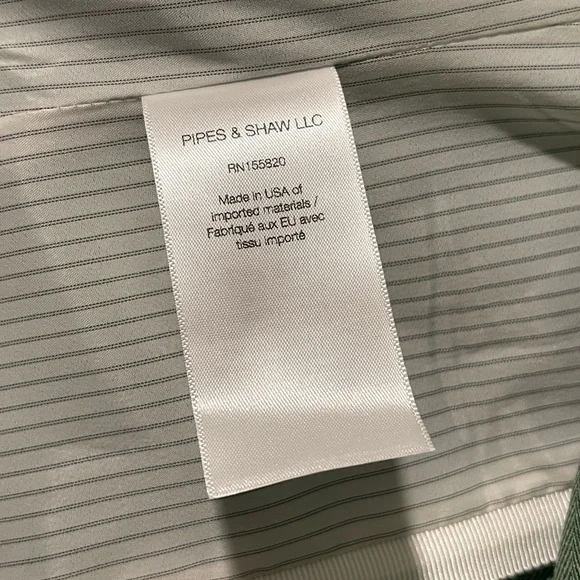 PIPES & SHAW LLC
RN155820
Made in USA of
imported materials /
Fabriqué aux EU avec
tissu importé